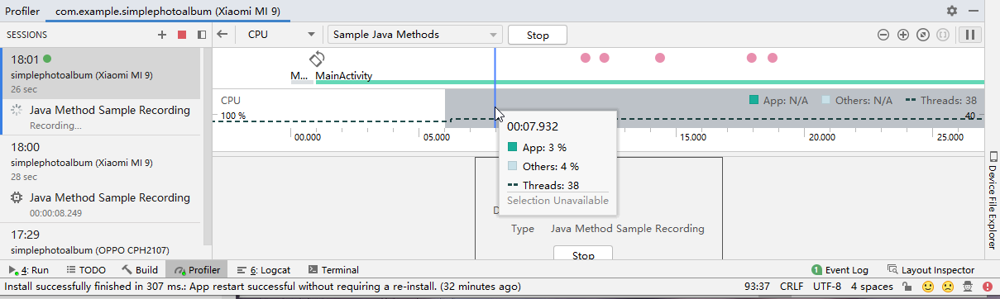 Profiler com.example.simplephotoalbum (Xiaomi MI 9)
SESSIONS
CPU Sample Java Methods Stop
18:01
simplephotoalbum (Xiaomi MI 9)
26 sec
Java Method Sample Recording
Recording...
18:00
simplephotoalbum (Xiaomi MI 9)
28 sec
Java Method Sample Recording
00:00:08.249
17:29
simplephotoalbum (OPPO CPH2107)
M... MainActivity
CPU App: N/A Others: N/A Threads: 38
100 % 40
00.000 05.000 15.000 20.000 25.000
00:07.932
App: 3 %
Others: 4 %
Threads: 38
Selection Unavailable
Type Java Method Sample Recording
Stop
Device File Explorer
4: Run TODO Build Profiler 6: Logcat Terminal 1 Event Log Layout Inspector
Install successfully finished in 307 ms.: App restart successful without requiring a re-install. (32 minutes ago) 93:37 CRLF UTF-8 4 spaces